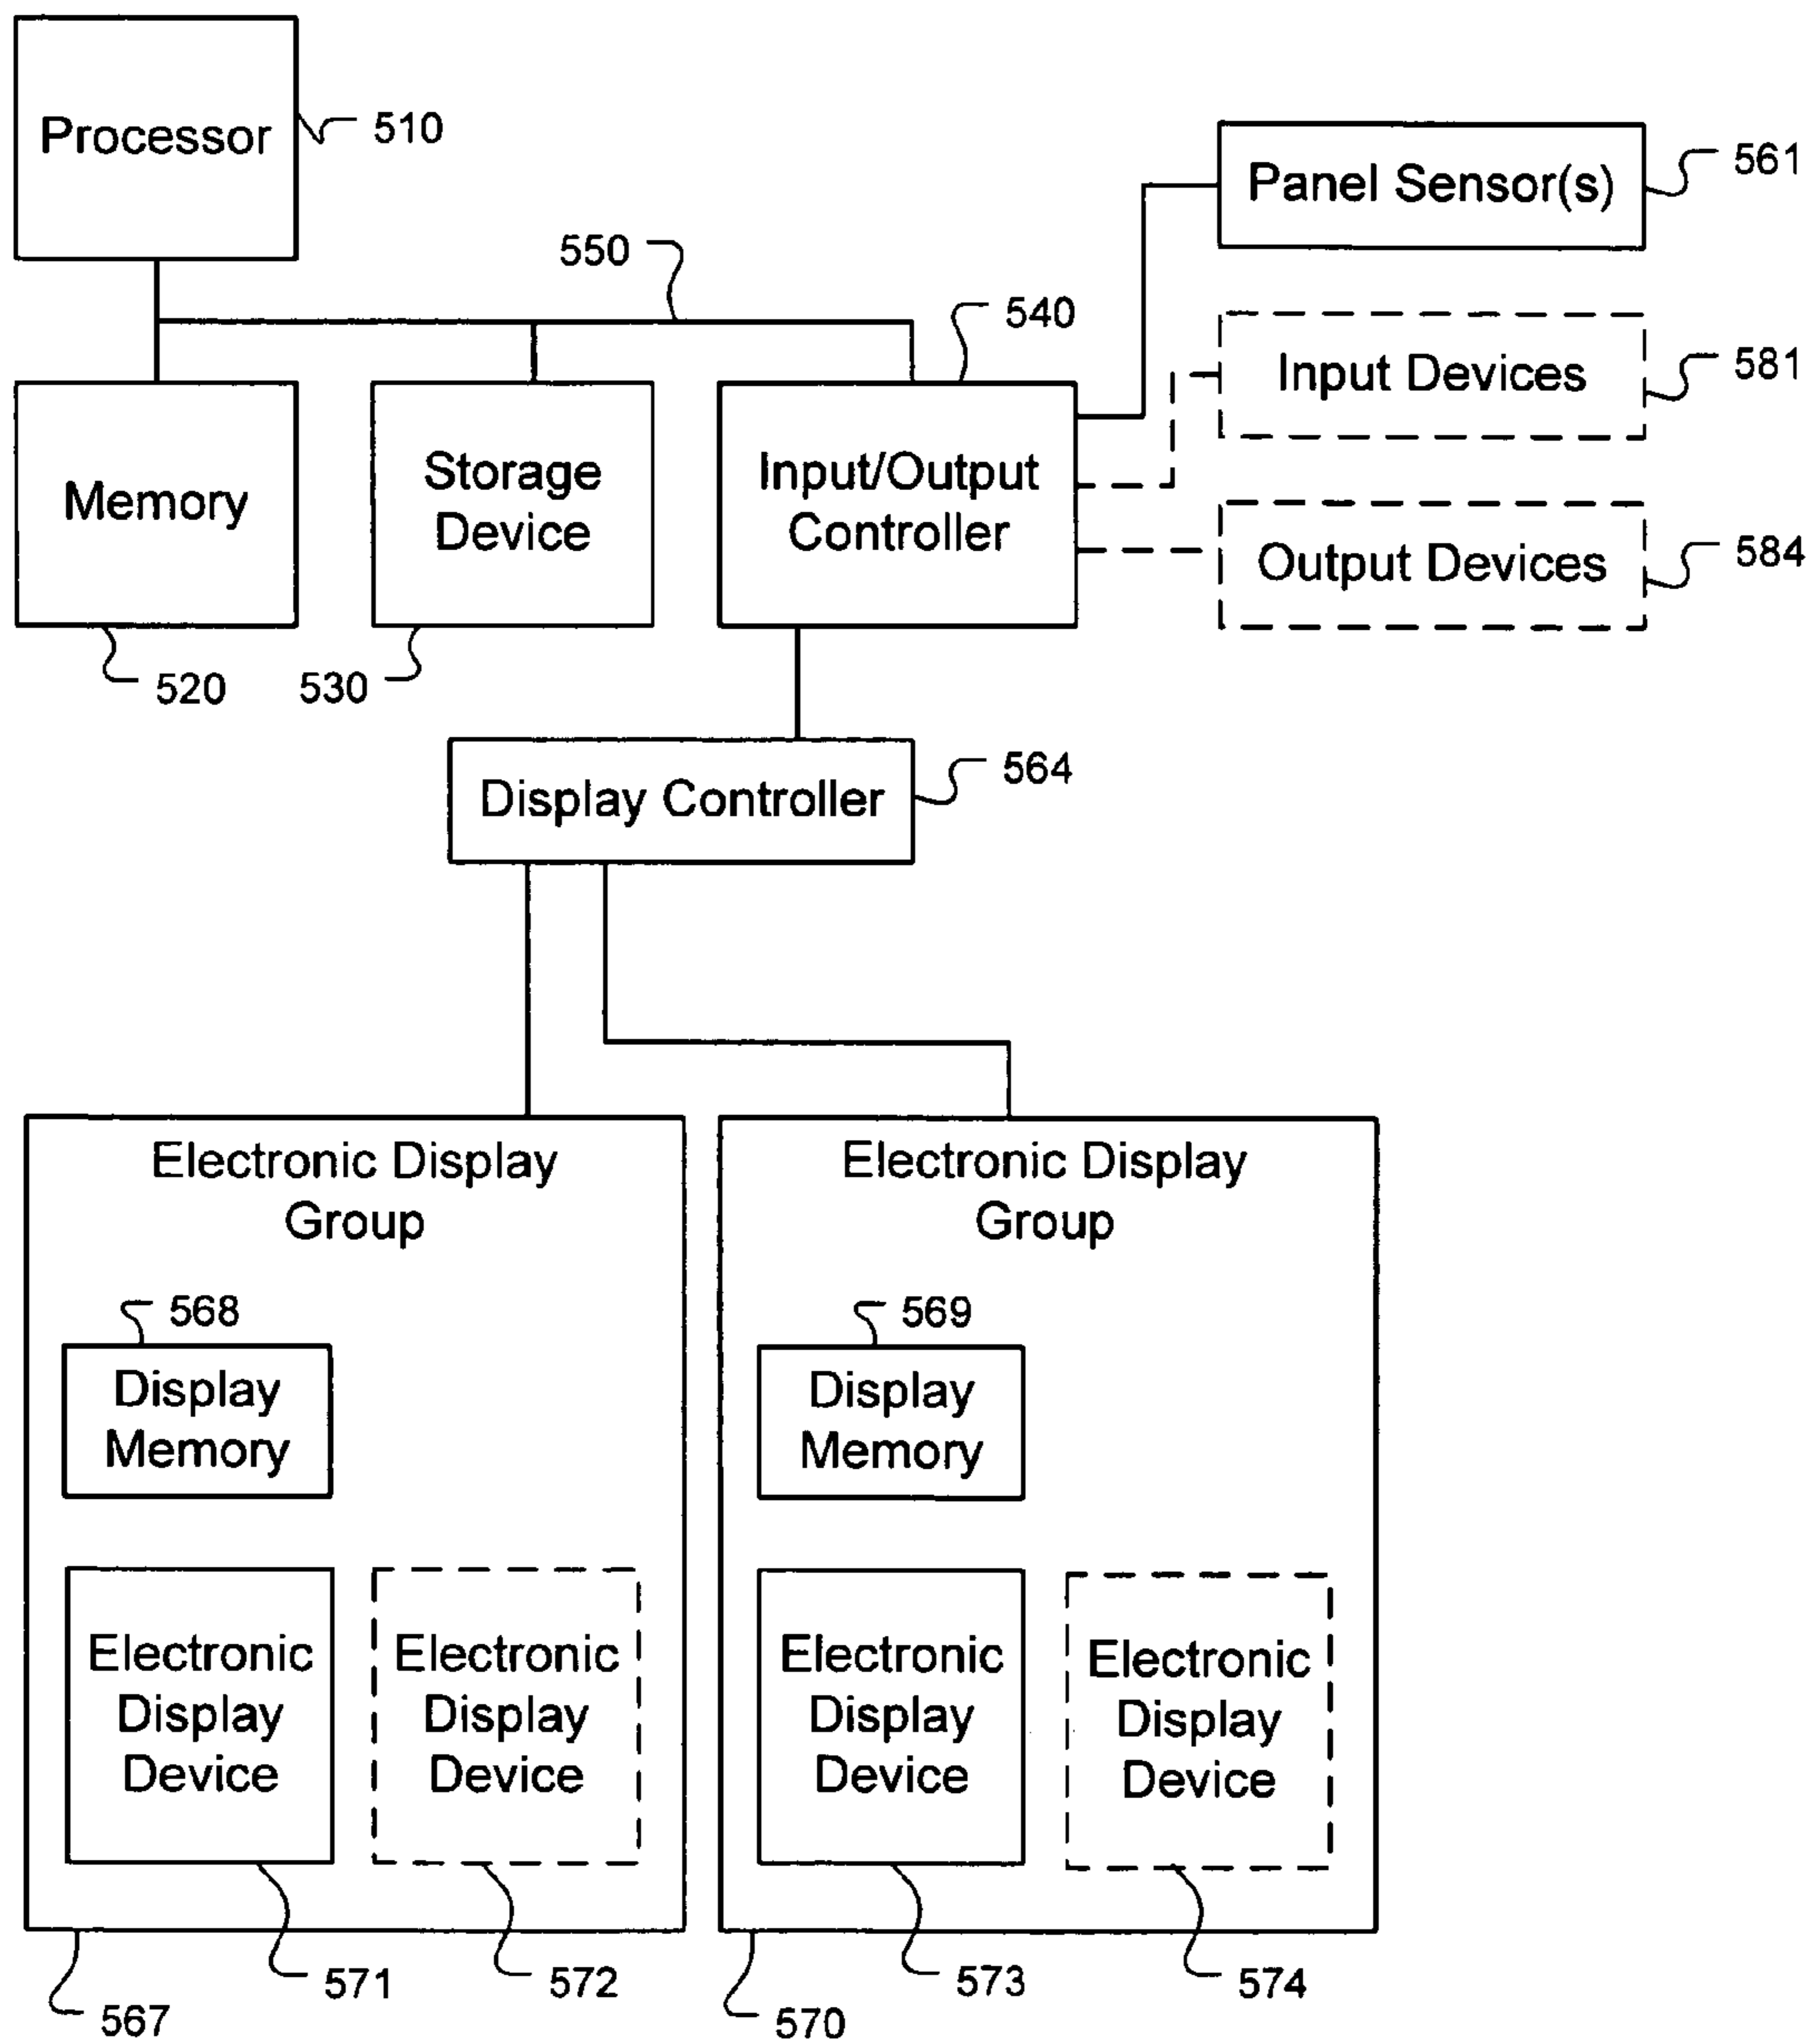 Processor
510
Panel Sensor(s)
561
550
540
Input Devices
581
Memory
Storage
Device
Input/Output
Controller
Output Devices
584
520
530
Display Controller
564
Electronic Display
Group
568
Display
Memory
Electronic
Display
Device
Electronic
Display
Device
571
572
567
Electronic Display
Group
569
Display
Memory
Electronic
Display
Device
Electronic
Display
Device
573
574
570